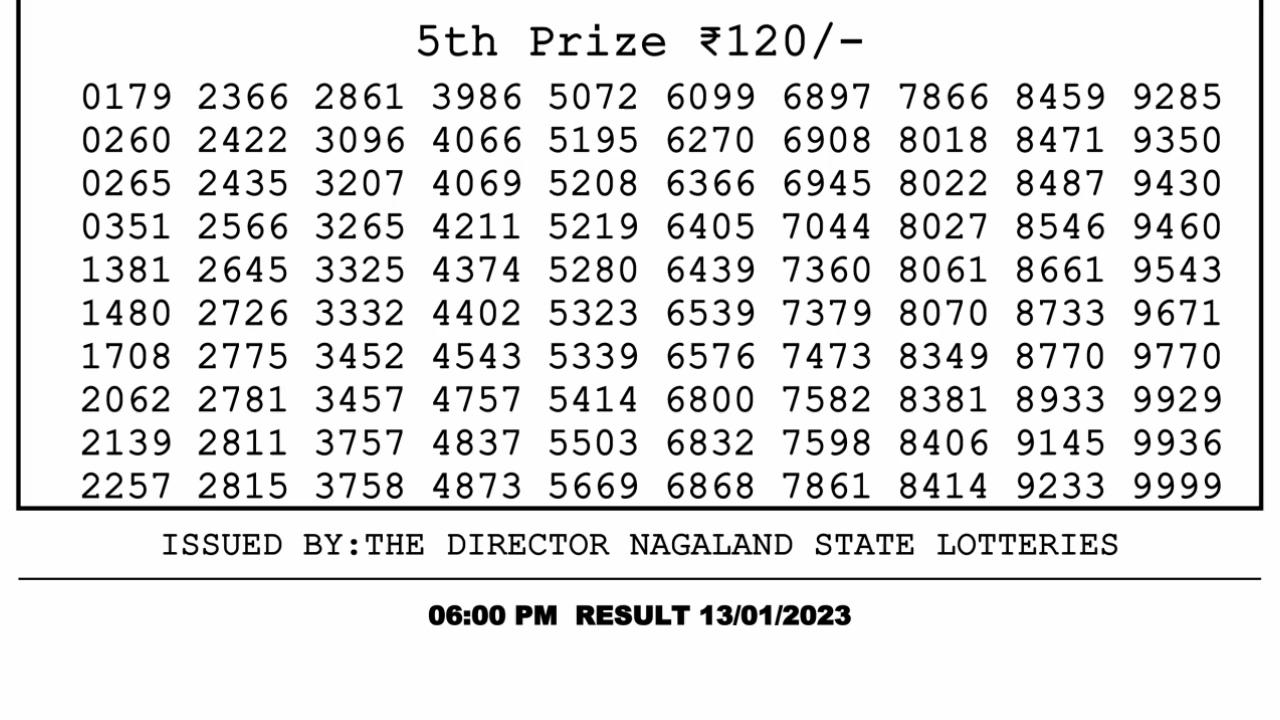 5th Prize ₹120/-
0179 2366 2861 3986 5072 6099 6897 7866 8459 9285
0260 2422 3096 4066 5195 6270 6908 8018 8471 9350
0265 2435 3207 4069 5208 6366 6945 8022 8487 9430
0351 2566 3265 4211 5219 6405 7044 8027 8546 9460
1381 2645 3325 4374 5280 6439 7360 8061 8661 9543
1480 2726 3332 4402 5323 6539 7379 8070 8733 9671
1708 2775 3452 4543 5339 6576 7473 8349 8770 9770
2062 2781 3457 4757 5414 6800 7582 8381 8933 9929
2139 2811 3757 4837 5503 6832 7598 8406 9145 9936
2257 2815 3758 4873 5669 6868 7861 8414 9233 9999
ISSUED BY:THE DIRECTOR NAGALAND STATE LOTTERIES
06:00 PM RESULT 13/01/2023